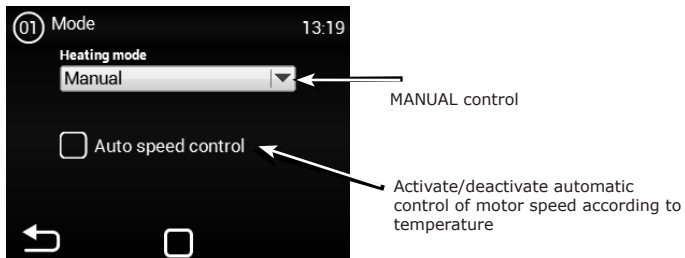 01 Mode 13:19
Heating mode
Manual
MANUAL control
Auto speed control
Activate/deactivate automatic
control of motor speed according to
temperature